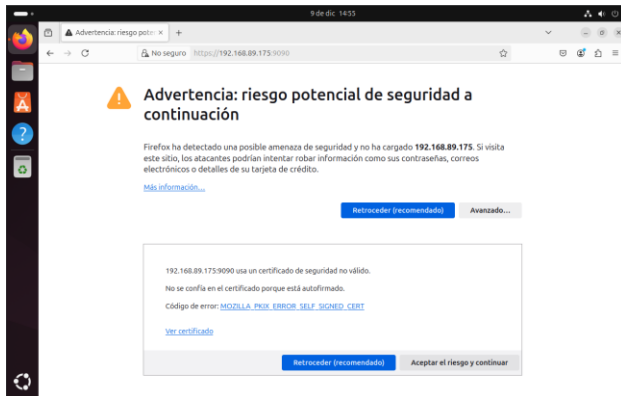 9 de dic 14:55
Advertencia: riesgo poter
No seguro https://192.168.89.175:9090
Advertencia: riesgo potencial de seguridad a
continuación
Firefox ha detectado una posible amenaza de seguridad y no ha cargado 192.168.89.175. Si visita
este sitio, los atacantes podrían intentar robar información como sus contraseñas, correos
electrónicos o detalles de su tarjeta de crédito.
Más información...
Retroceder (recomendado) Avanzado...
192.168.89.175:9090 usa un certificado de seguridad no válido.
No se confía en el certificado porque está autofirmado.
Código de error: MOZILLA_PKIX_ERROR_SELF_SIGNED_CERT
Ver certificado
Retroceder (recomendado) Aceptar el riesgo y continuar